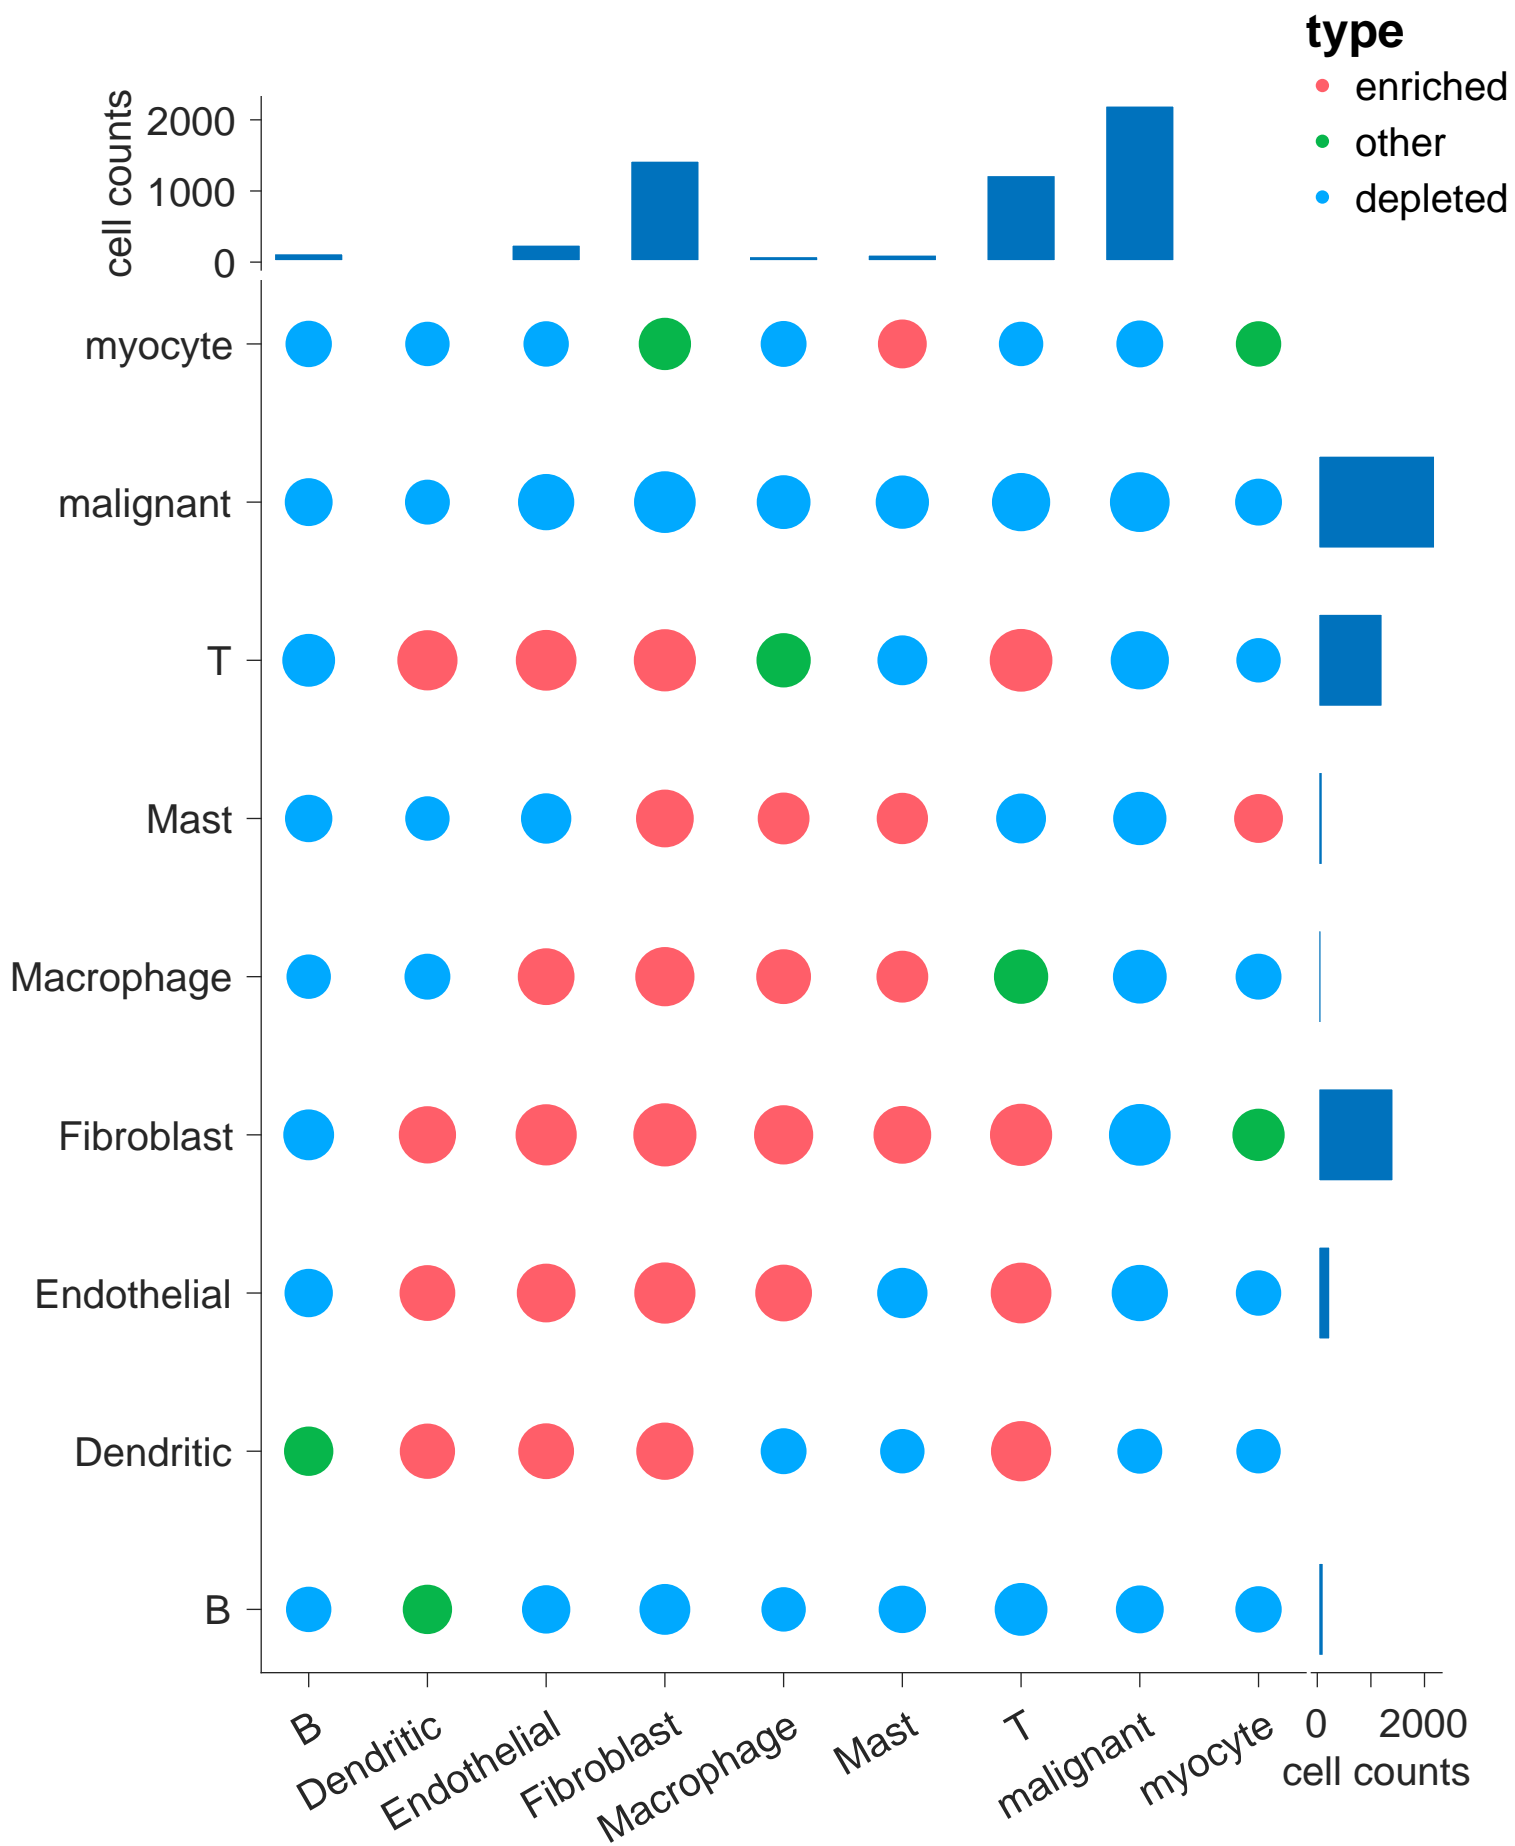 type
enriched
other
depleted
cell counts
2000
1000
0
myocyte
malignant
T
Mast
Macrophage
Fibroblast
Endothelial
Dendritic
B
B
Dendritic
Endothelial
Fibroblast
Macrophage
Mast
T
malignant
myocyte
0 2000
cell counts